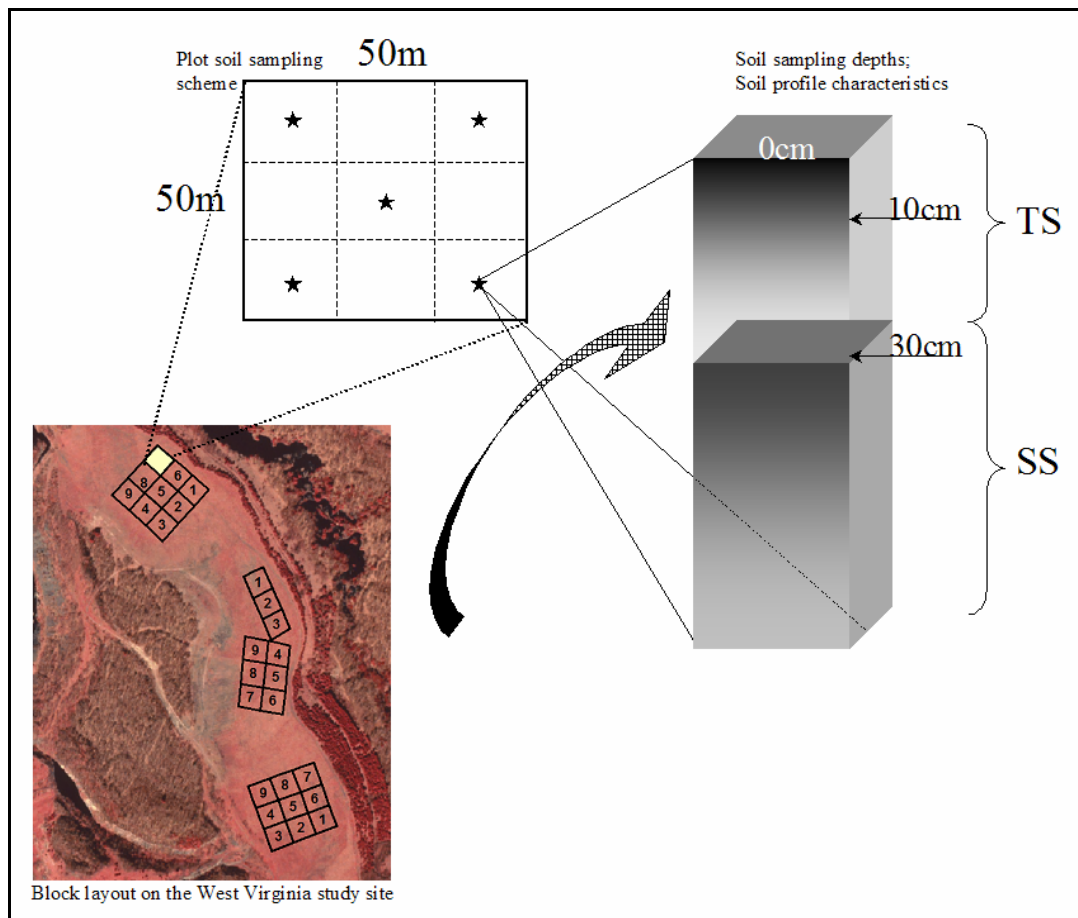 Plot soil sampling
scheme
50m
50m
Soil sampling depths;
Soil profile characteristics
0cm
10cm
TS
30cm
SS
6
8 5 1
9 4 2
3
1
2
3
9 4
8 5
7 6
9 8 7
4 5 6
3 2 1
Block layout on the West Virginia study site